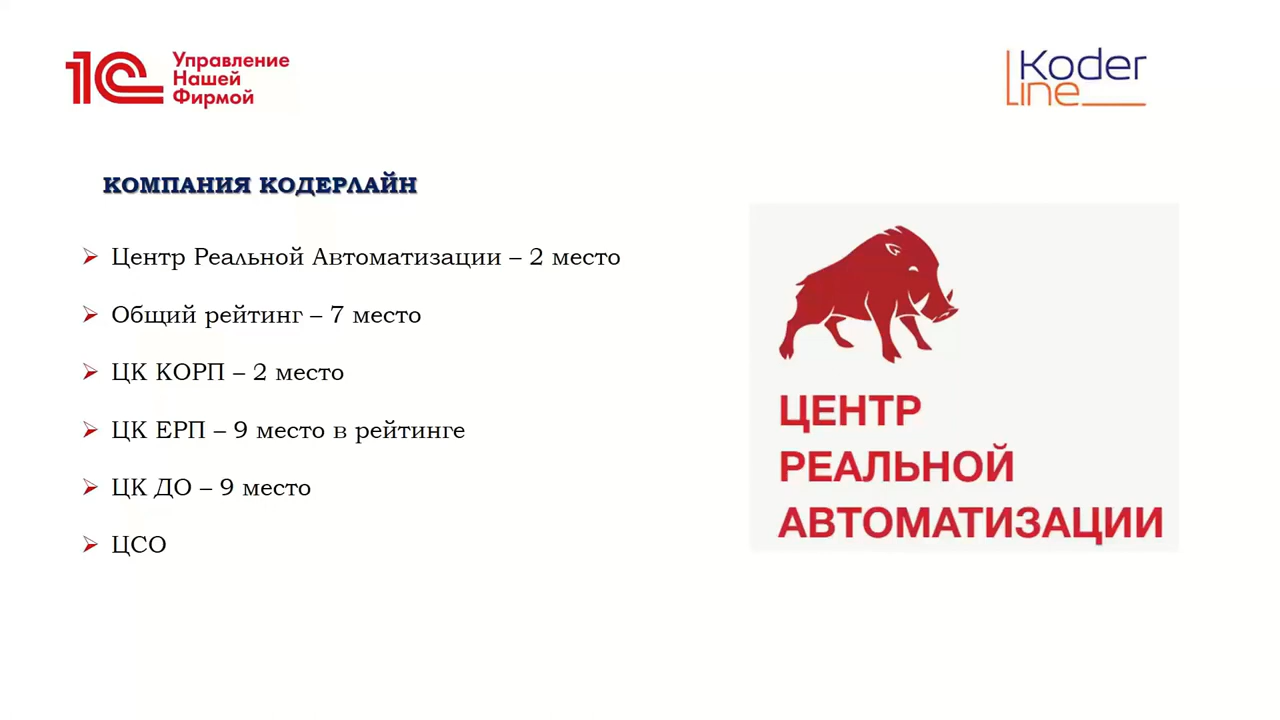 1С Управление
Нашей
Фирмой
Koder
Line
КОМПАНИЯ КОДЕРЛАЙН
Центр Реальной Автоматизации – 2 место
Общий рейтинг – 7 место
ЦК КОРП – 2 место
ЦК ЕРП – 9 место в рейтинге
ЦК ДО – 9 место
ЦСО
ЦЕНТР
РЕАЛЬНОЙ
АВТОМАТИЗАЦИИ